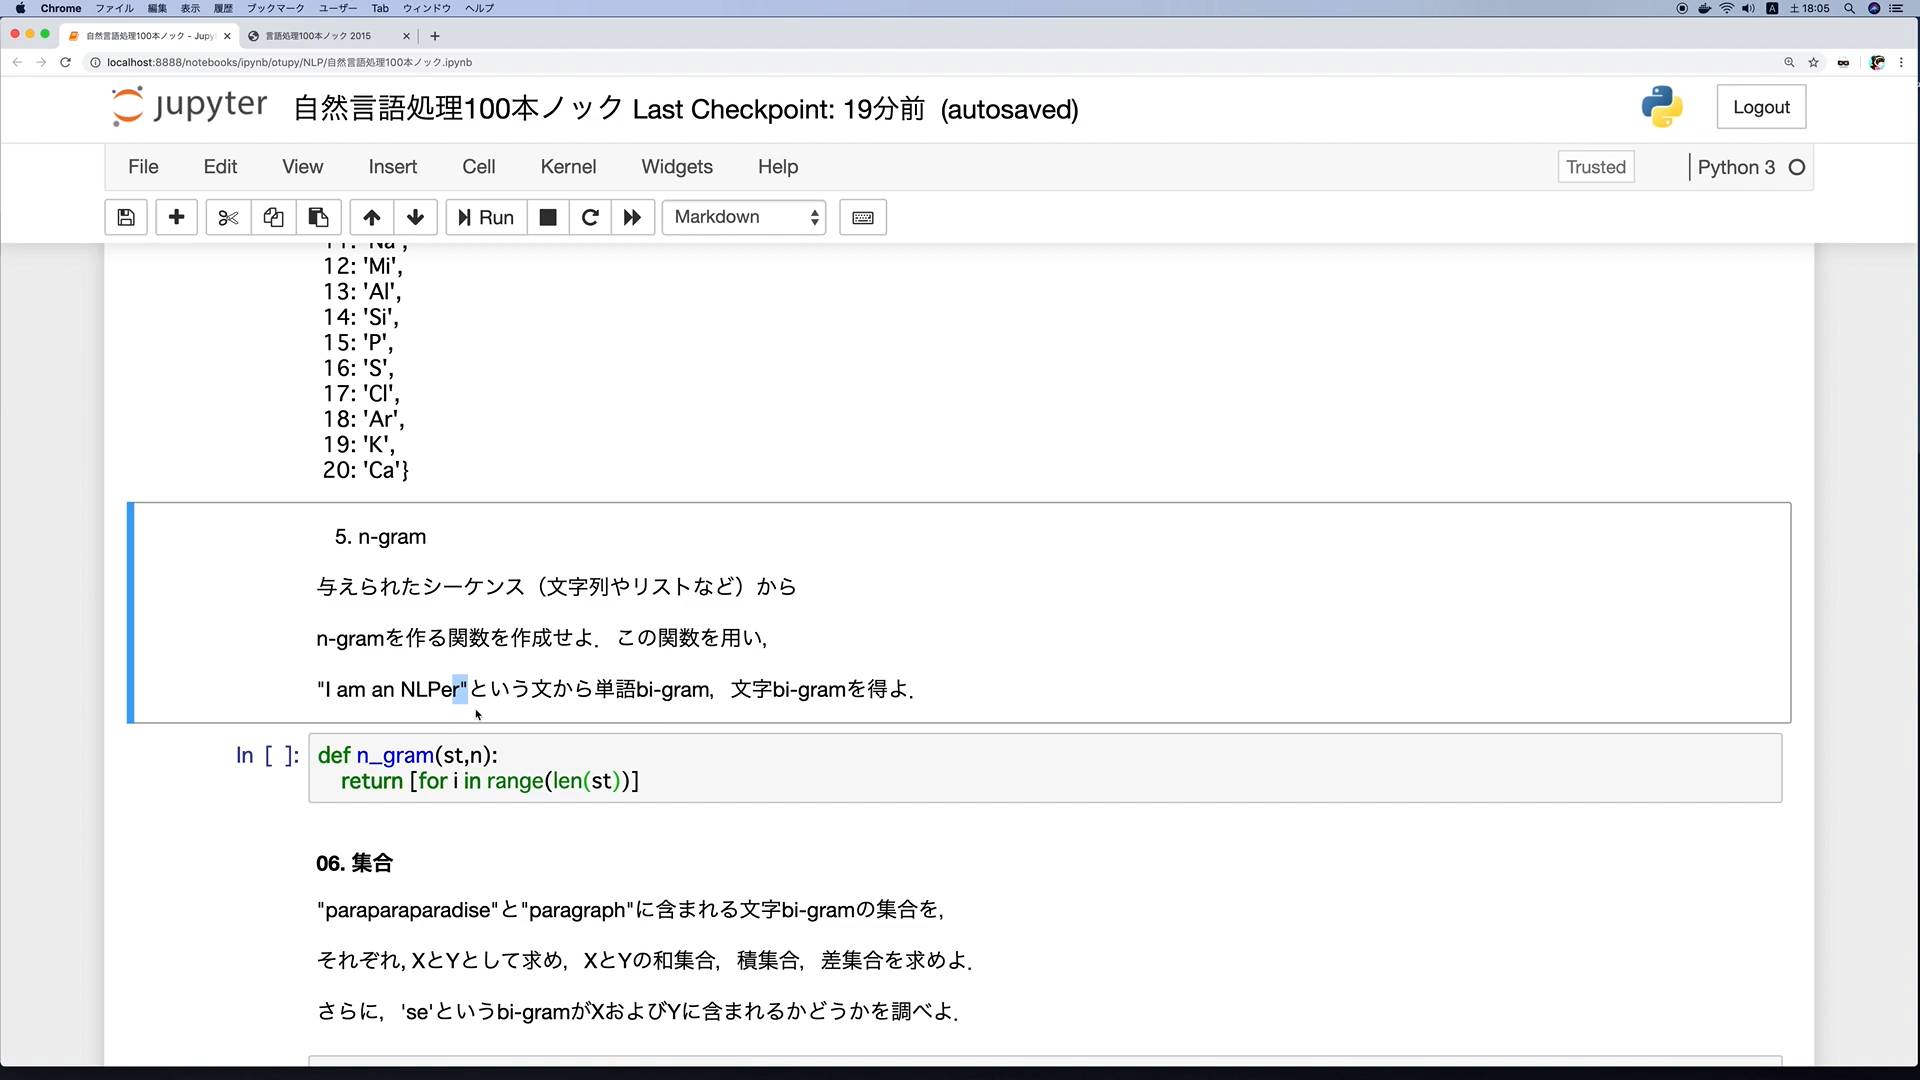 Chrome ファイル 編集 表示 履歴 ブックマーク ユーザー Tab ウィンドウ ヘルプ
A 土 18:05
自然言語処理100本ノック - Jupy
言語処理100本ノック 2015
localhost:8888/notebooks/ipynb/otupy/NLP/自然言語処理100本ノック.ipynb
jupyter 自然言語処理100本ノック Last Checkpoint: 19分前 (autosaved)
Logout
File Edit View Insert Cell Kernel Widgets Help
Trusted
Python 3
Run
Markdown
11: 'Na',
12: 'Mi',
13: 'Al',
14: 'Si',
15: 'P',
16: 'S',
17: 'Cl',
18: 'Ar',
19: 'K',
20: 'Ca'}
5. n-gram
与えられたシーケンス（文字列やリストなど）から
n-gramを作る関数を作成せよ．この関数を用い,
"I am an NLPer"という文から単語bi-gram，文字bi-gramを得よ．
In [ ]:
def n_gram(st,n):
return [for i in range(len(st))]
06. 集合
"paraparaparadise"と"paragraph"に含まれる文字bi-gramの集合を,
それぞれ, XとYとして求め，XとYの和集合，積集合，差集合を求めよ．
さらに，'se'というbi-gramがXおよびYに含まれるかどうかを調べよ．